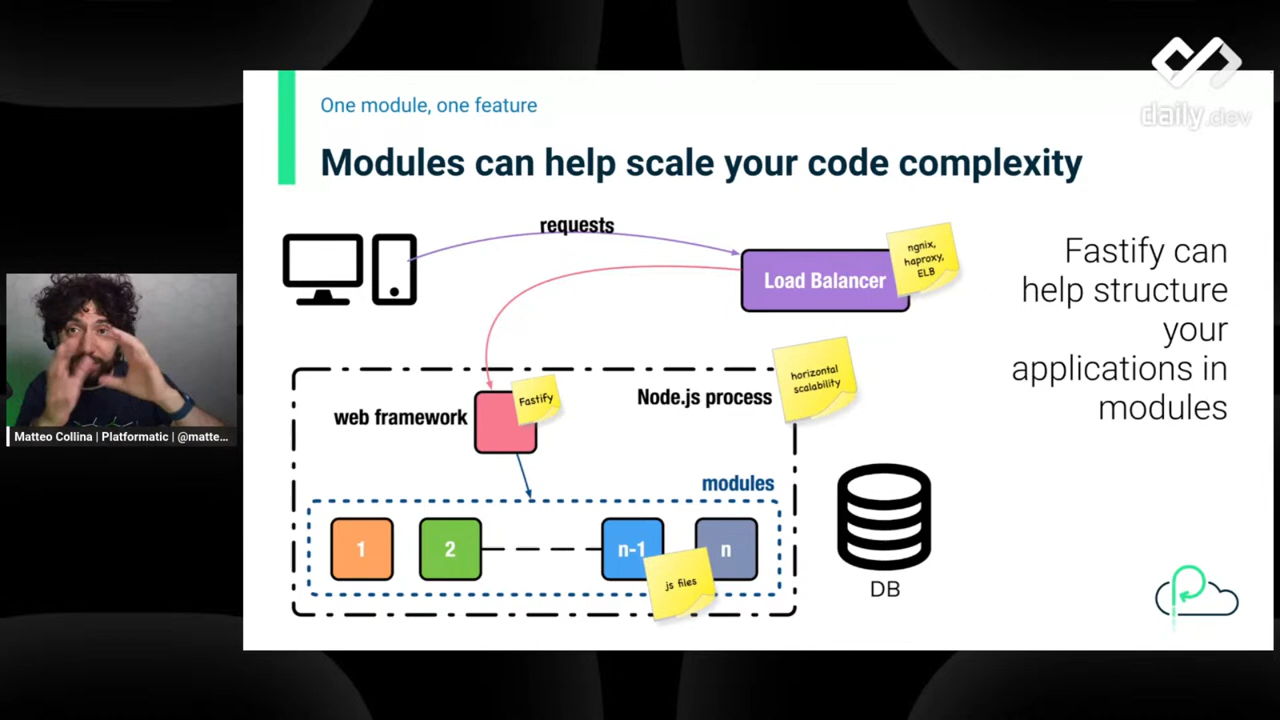 daily.dev
One module, one feature
Modules can help scale your code complexity
requests
Load Balancer
ngnix,
haproxy,
ELB
Fastify can
help structure
your
applications in
modules
horizontal
scalability
Node.js process
Fastify
web framework
Matteo Collina | Platformatic | @matte...
modules
1
2
n-1
n
js files
DB